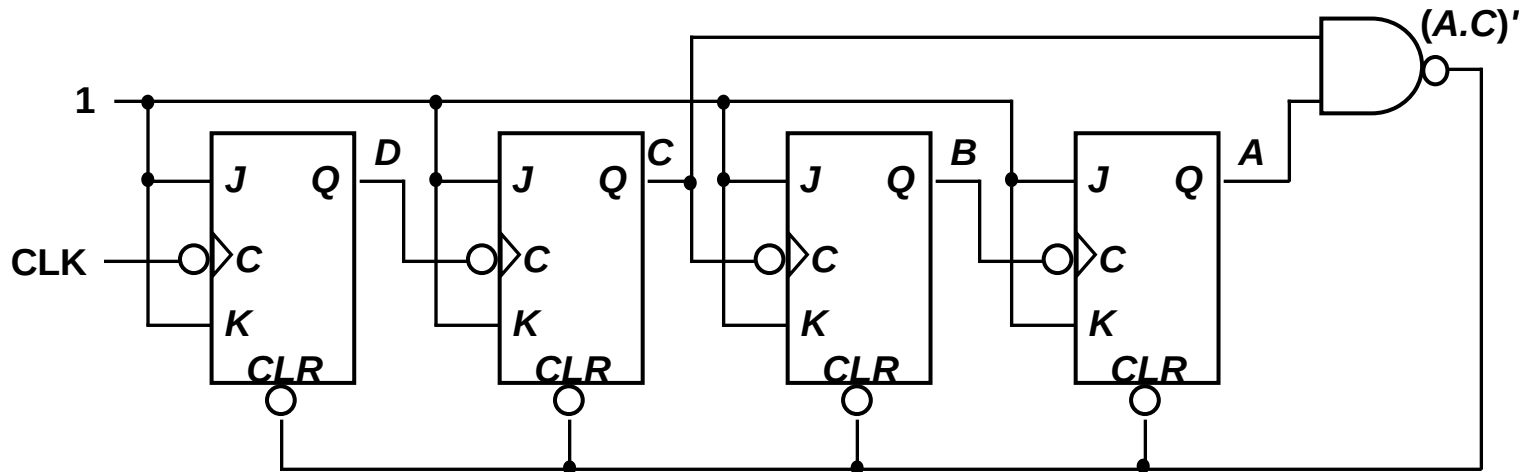 (A.C)'
1
D C B A
J Q J Q J Q J Q
CLK C C C C
K K K K
CLR CLR CLR CLR